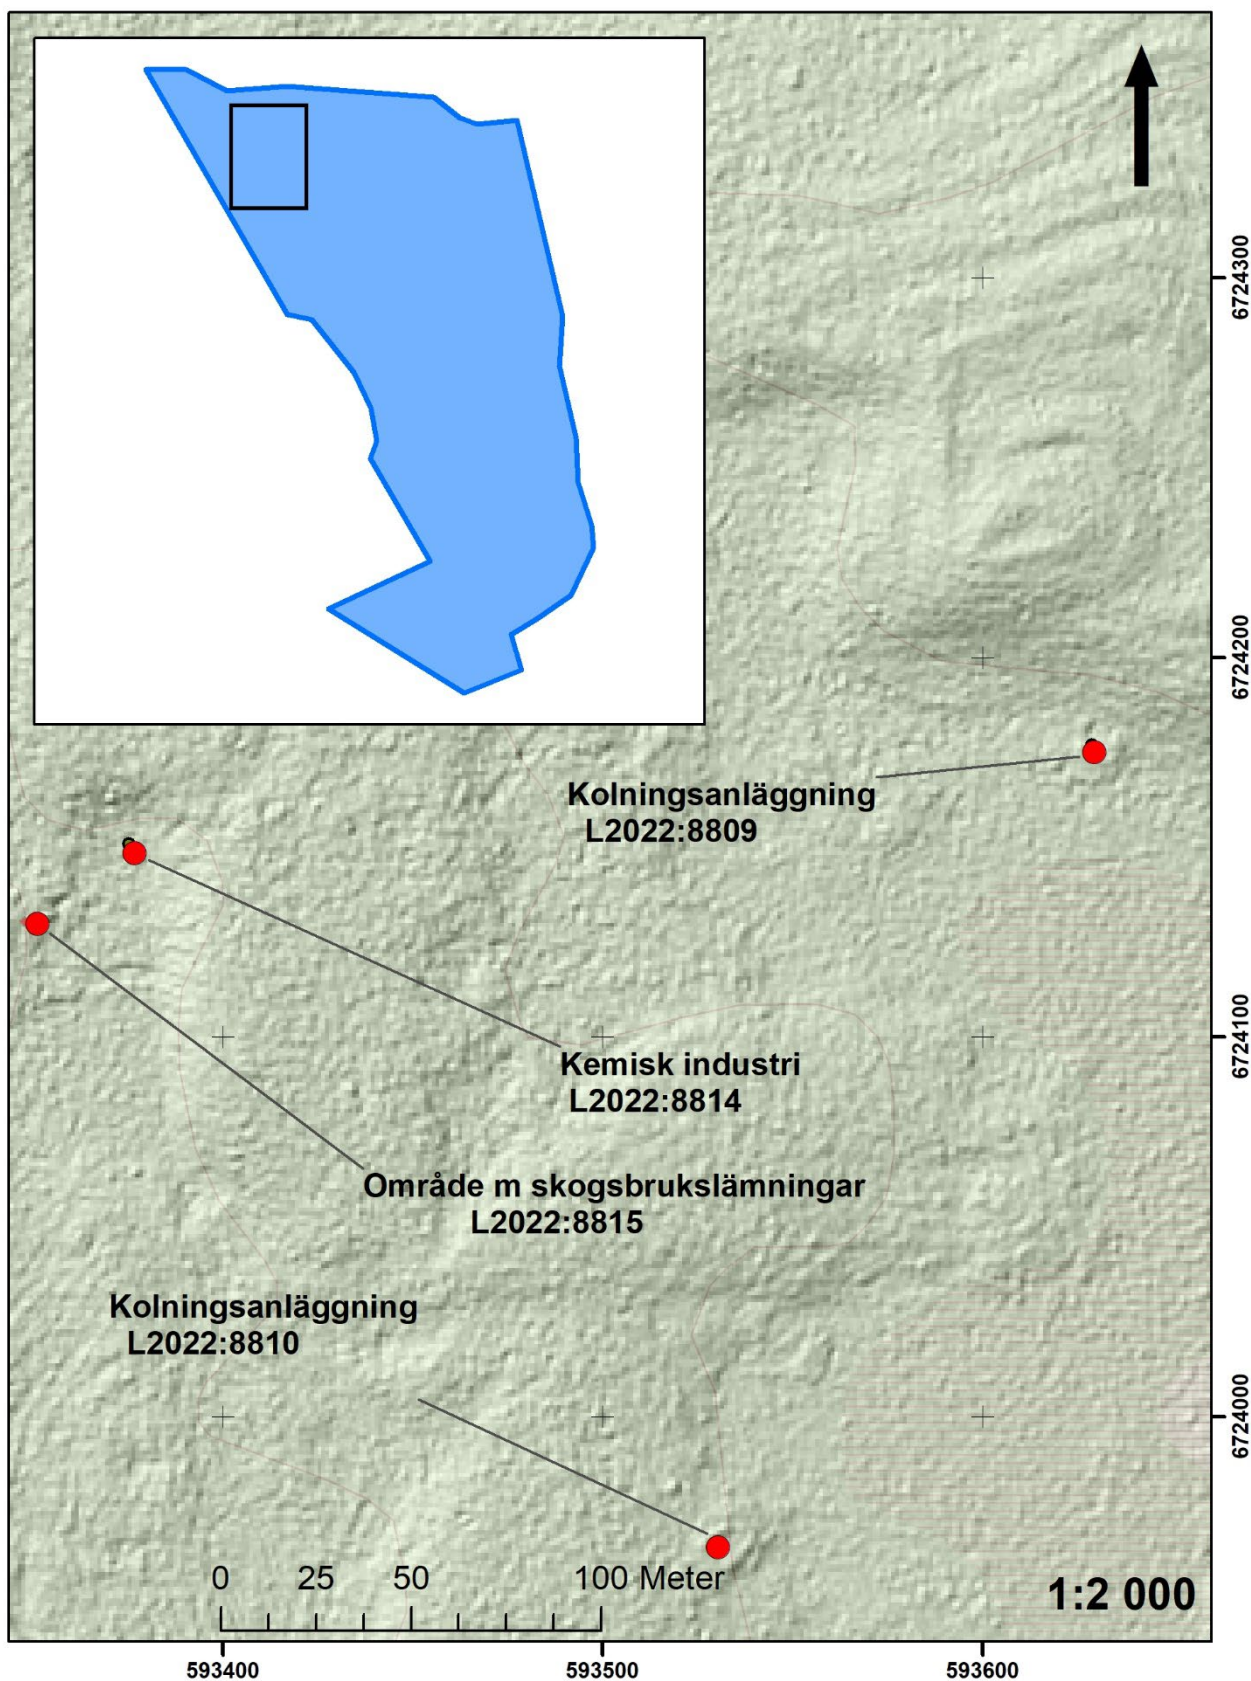 6724300
6724200
Kolningsanläggning
L2022:8809
Kemisk industri
L2022:8814
6724100
Område m skogsbrukslämningar
L2022:8815
Kolningsanläggning
L2022:8810
6724000
0 25 50 100 Meter
1:2 000
593400 593500 593600